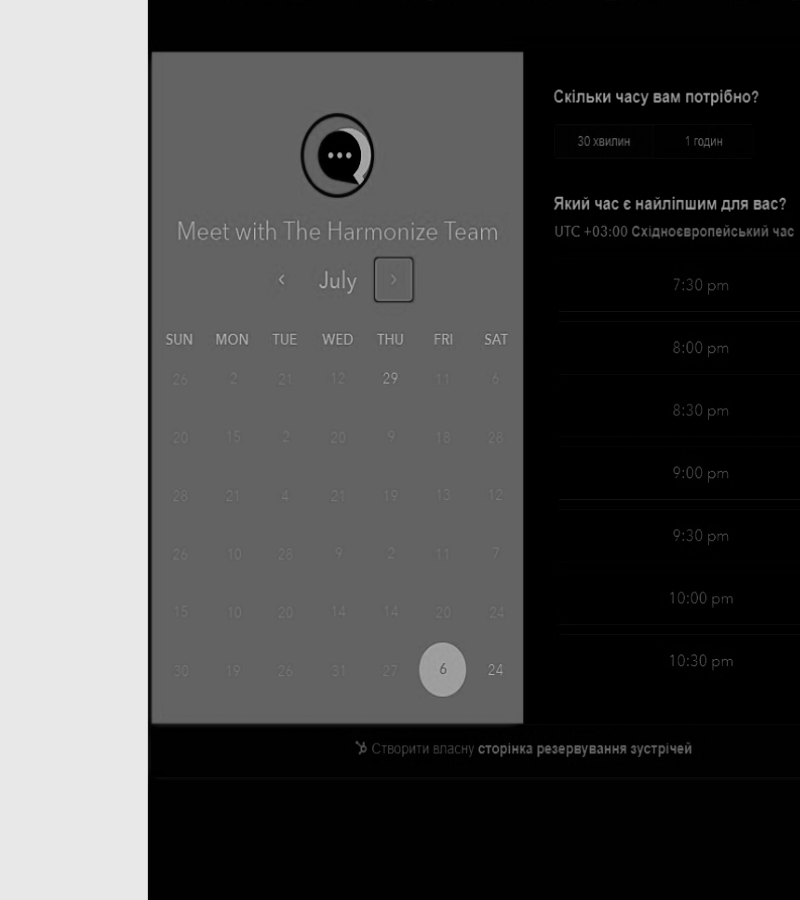 Meet with The Harmonize Team
July
SUN MON TUE WED THU FRI SAT
26 2 21 12 29 11 6
20 15 2 20 9 18 28
28 21 4 21 19 13 12
26 10 28 9 2 11 7
15 10 20 14 14 20 24
30 19 26 31 27 6 24
Скільки часу вам потрібно?
30 хвилин 1 годин
Який час є найліпшим для вас?
UTC +03:00 Східноєвропейський час
7:30 pm
8:00 pm
8:30 pm
9:00 pm
9:30 pm
10:00 pm
10:30 pm
Створити власну сторінка резервування зустрічей